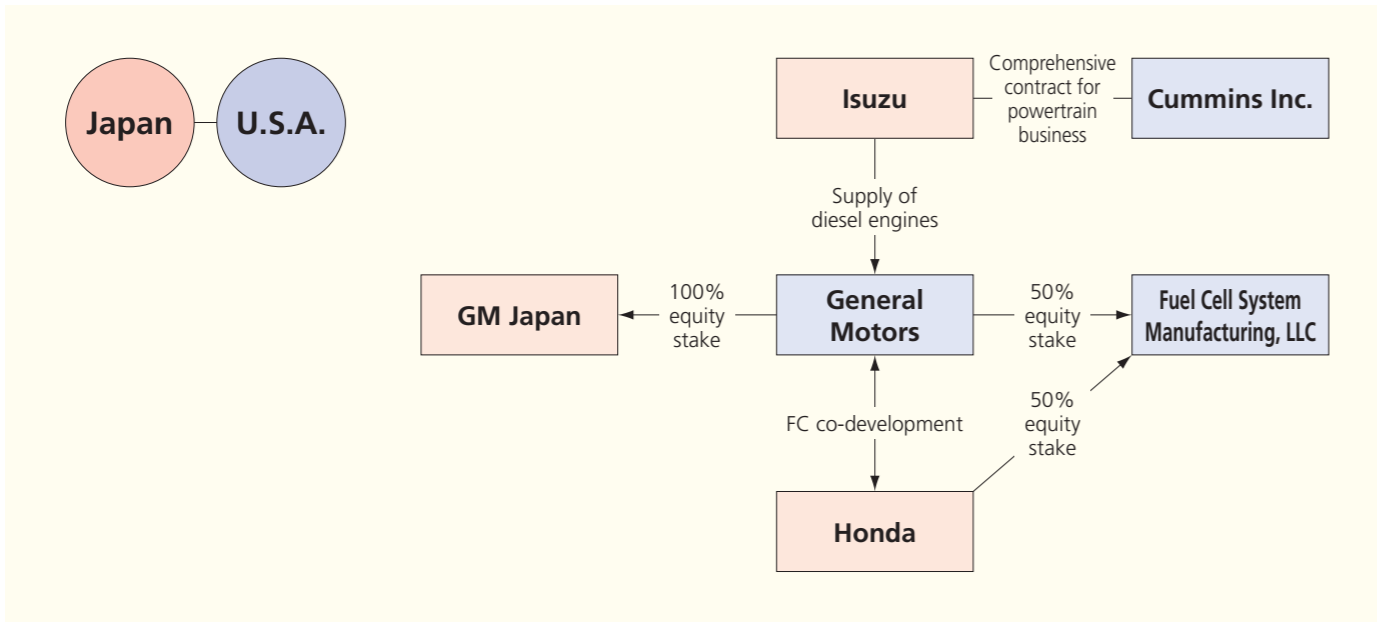 Japan
U.S.A.
Isuzu
Comprehensive
contract for
powertrain
business
Cummins Inc.
Supply of
diesel engines
GM Japan
100%
equity
stake
General
Motors
50%
equity
stake
Fuel Cell System
Manufacturing, LLC
FC co-development
50%
equity
stake
Honda